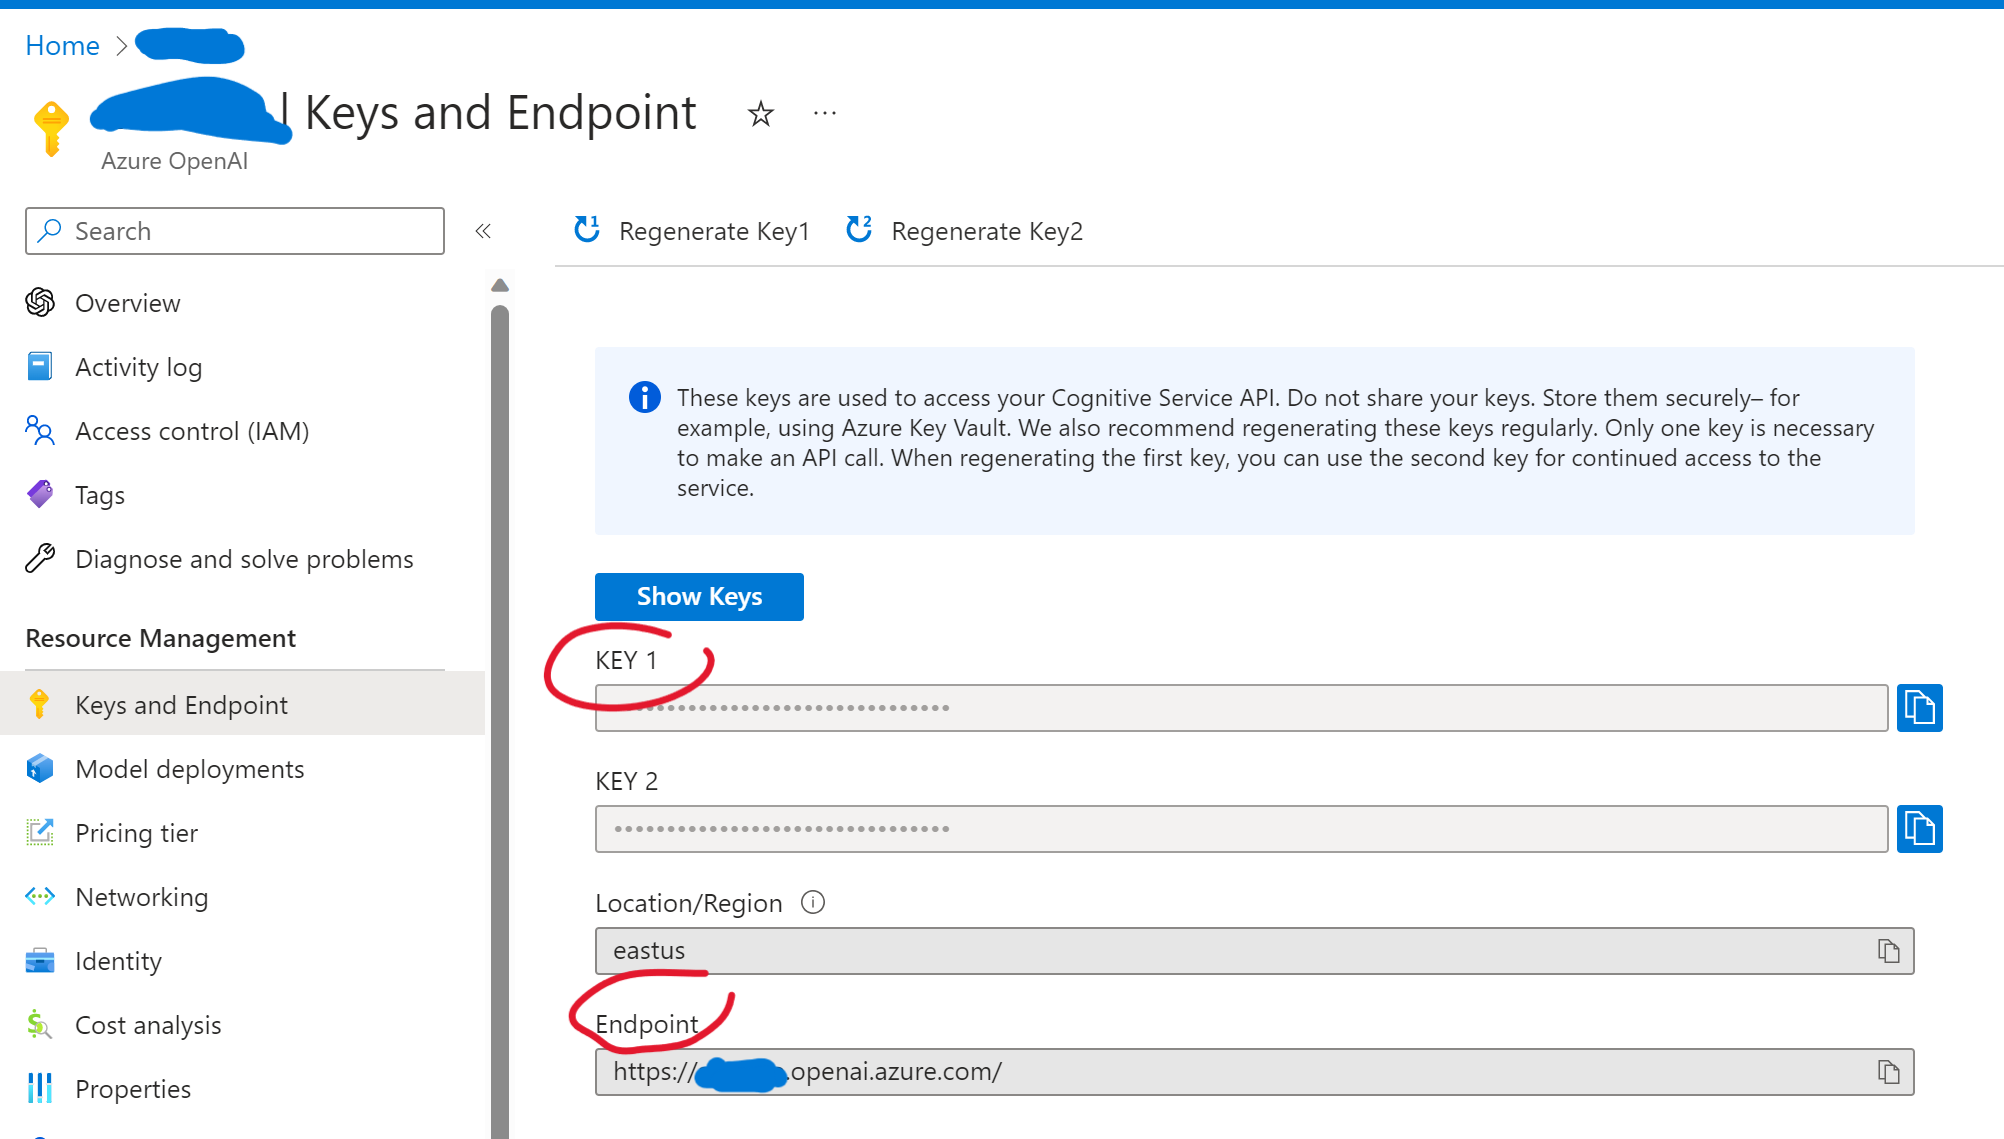 Home >
| Keys and Endpoint
Azure OpenAI
Search
Overview
Activity log
Access control (IAM)
Tags
Diagnose and solve problems
Resource Management
Keys and Endpoint
Model deployments
Pricing tier
Networking
Identity
Cost analysis
Properties
1 Regenerate Key1 2 Regenerate Key2
These keys are used to access your Cognitive Service API. Do not share your keys. Store them securely– for
example, using Azure Key Vault. We also recommend regenerating these keys regularly. Only one key is necessary
to make an API call. When regenerating the first key, you can use the second key for continued access to the
service.
Show Keys
KEY 1
KEY 2
Location/Region
eastus
Endpoint
https:// .openai.azure.com/